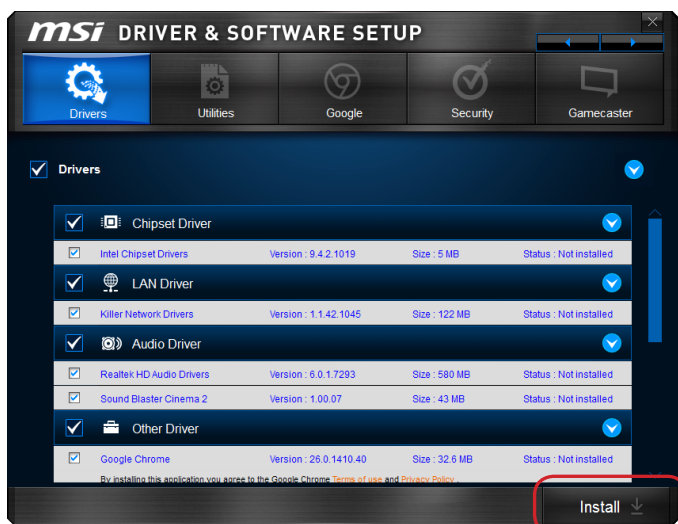 msi DRIVER & SOFTWARE SETUP
Drivers Utilities Google Security Gamecaster
Drivers
Chipset Driver
Intel Chipset Drivers Version : 9.4.2.1019 Size : 5 MB Status : Not installed
LAN Driver
Killer Network Drivers Version : 1.1.42.1045 Size : 122 MB Status : Not installed
Audio Driver
Realtek HD Audio Drivers Version : 6.0.1.7293 Size : 580 MB Status : Not installed
Sound Blaster Cinema 2 Version : 1.00.07 Size : 43 MB Status : Not installed
Other Driver
Google Chrome Version : 26.0.1410.40 Size : 32.6 MB Status : Not installed
By installing this application you agree to the Google Chrome Terms of use and Privacy Policy .
Install